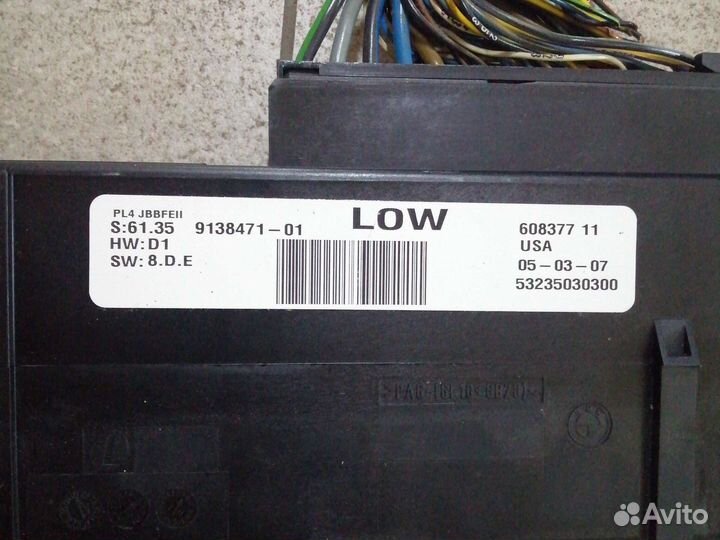 PL4 JBBFEII
S:61.35 9138471-01 LOW 608377 11
HW:D1 USA
SW:8.D.E 05-03-07
53235030300
Avito